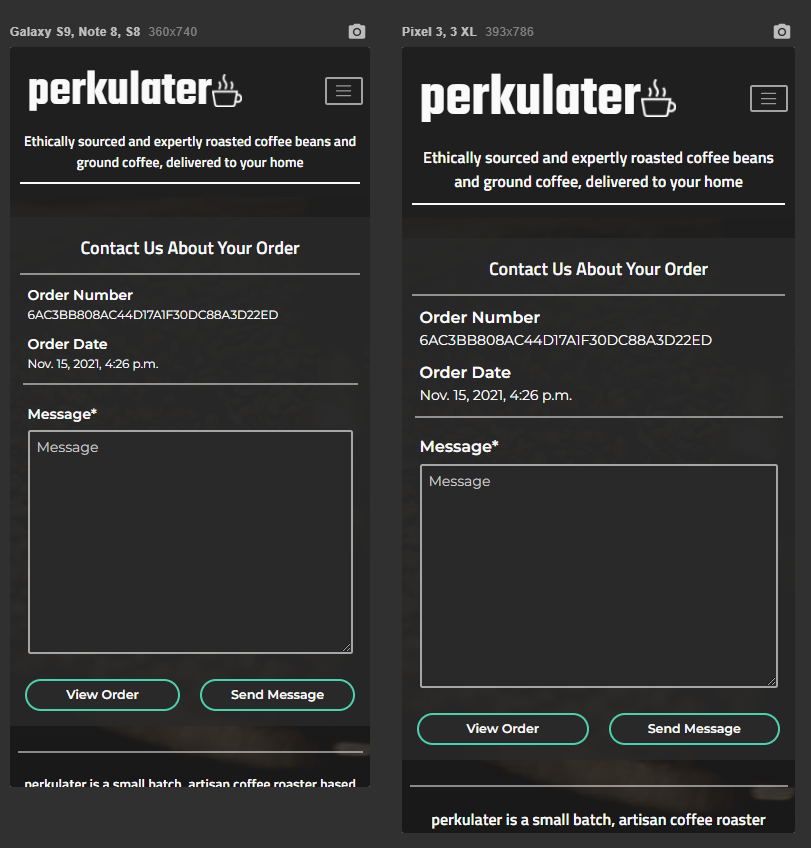 Galaxy S9, Note 8, S8 360x740
perkulater
Ethically sourced and expertly roasted coffee beans and
ground coffee, delivered to your home
Contact Us About Your Order
Order Number
6AC3BB808AC44D17A1F30DC88A3D22ED
Order Date
Nov. 15, 2021, 4:26 p.m.
Message*
Message
View Order
Send Message
perkulater is a small batch, artisan coffee roaster based
Pixel 3, 3 XL 393x786
perkulater
Ethically sourced and expertly roasted coffee beans
and ground coffee, delivered to your home
Contact Us About Your Order
Order Number
6AC3BB808AC44D17A1F30DC88A3D22ED
Order Date
Nov. 15, 2021, 4:26 p.m.
Message*
Message
View Order
Send Message
perkulater is a small batch, artisan coffee roaster